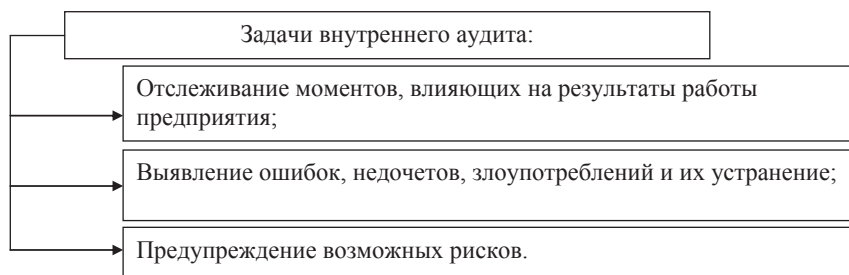 Задачи внутреннего аудита:
Отслеживание моментов, влияющих на результаты работы
предприятия;
Выявление ошибок, недочетов, злоупотреблений и их устранение;
Предупреждение возможных рисков.